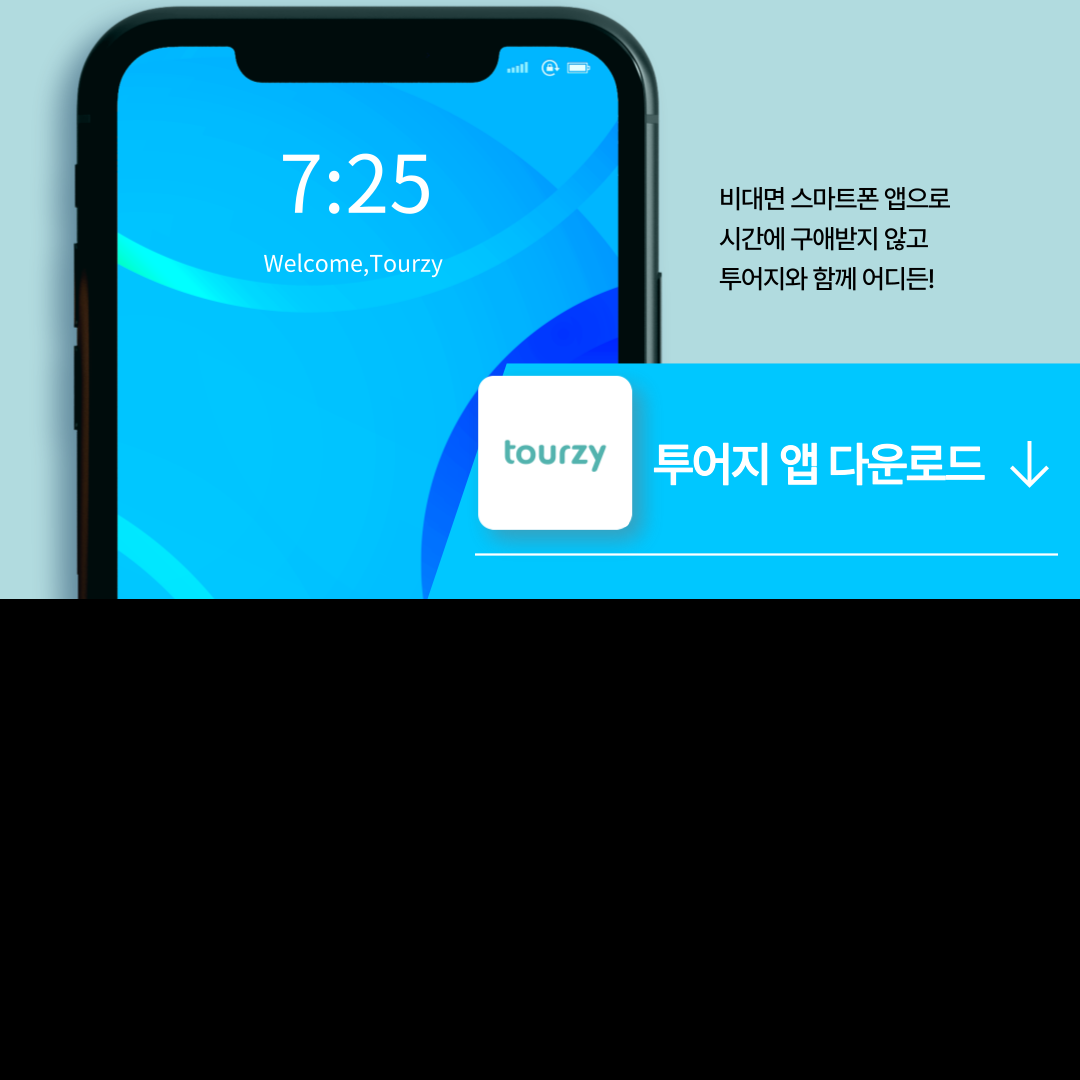 7:25
Welcome,Tourzy
비대면 스마트폰 앱으로
시간에 구애받지 않고
투어지와 함께 어디든!
tourzy
투어지 앱 다운로드